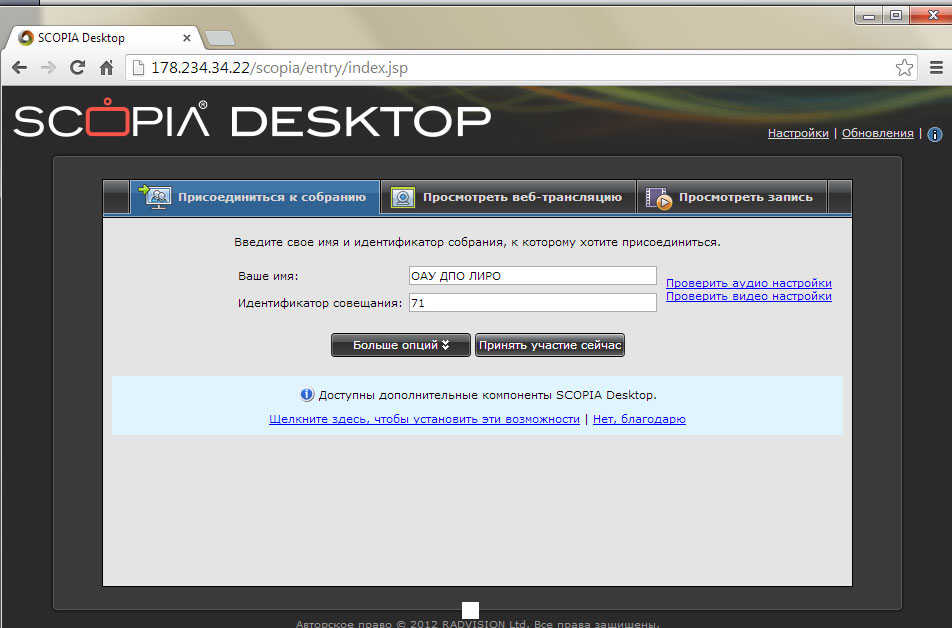 SCOPIA Desktop
178.234.34.22/scopia/entry/index.jsp
SCOPIA® DESKTOP
Настройки | Обновления |
Присоединиться к собранию
Просмотреть веб-трансляцию
Просмотреть запись
Введите свое имя и идентификатор собрания, к которому хотите присоединиться.
Ваше имя: ОАУ ДПО ЛИРО
Проверить аудио настройки
Идентификатор совещания: 71
Проверить видео настройки
Больше опций
Принять участие сейчас
Доступны дополнительные компоненты SCOPIA Desktop.
Щелкните здесь, чтобы установить эти возможности | Нет, благодарю
Авторское право © 2012 RADVISION Ltd. Все права защищены.